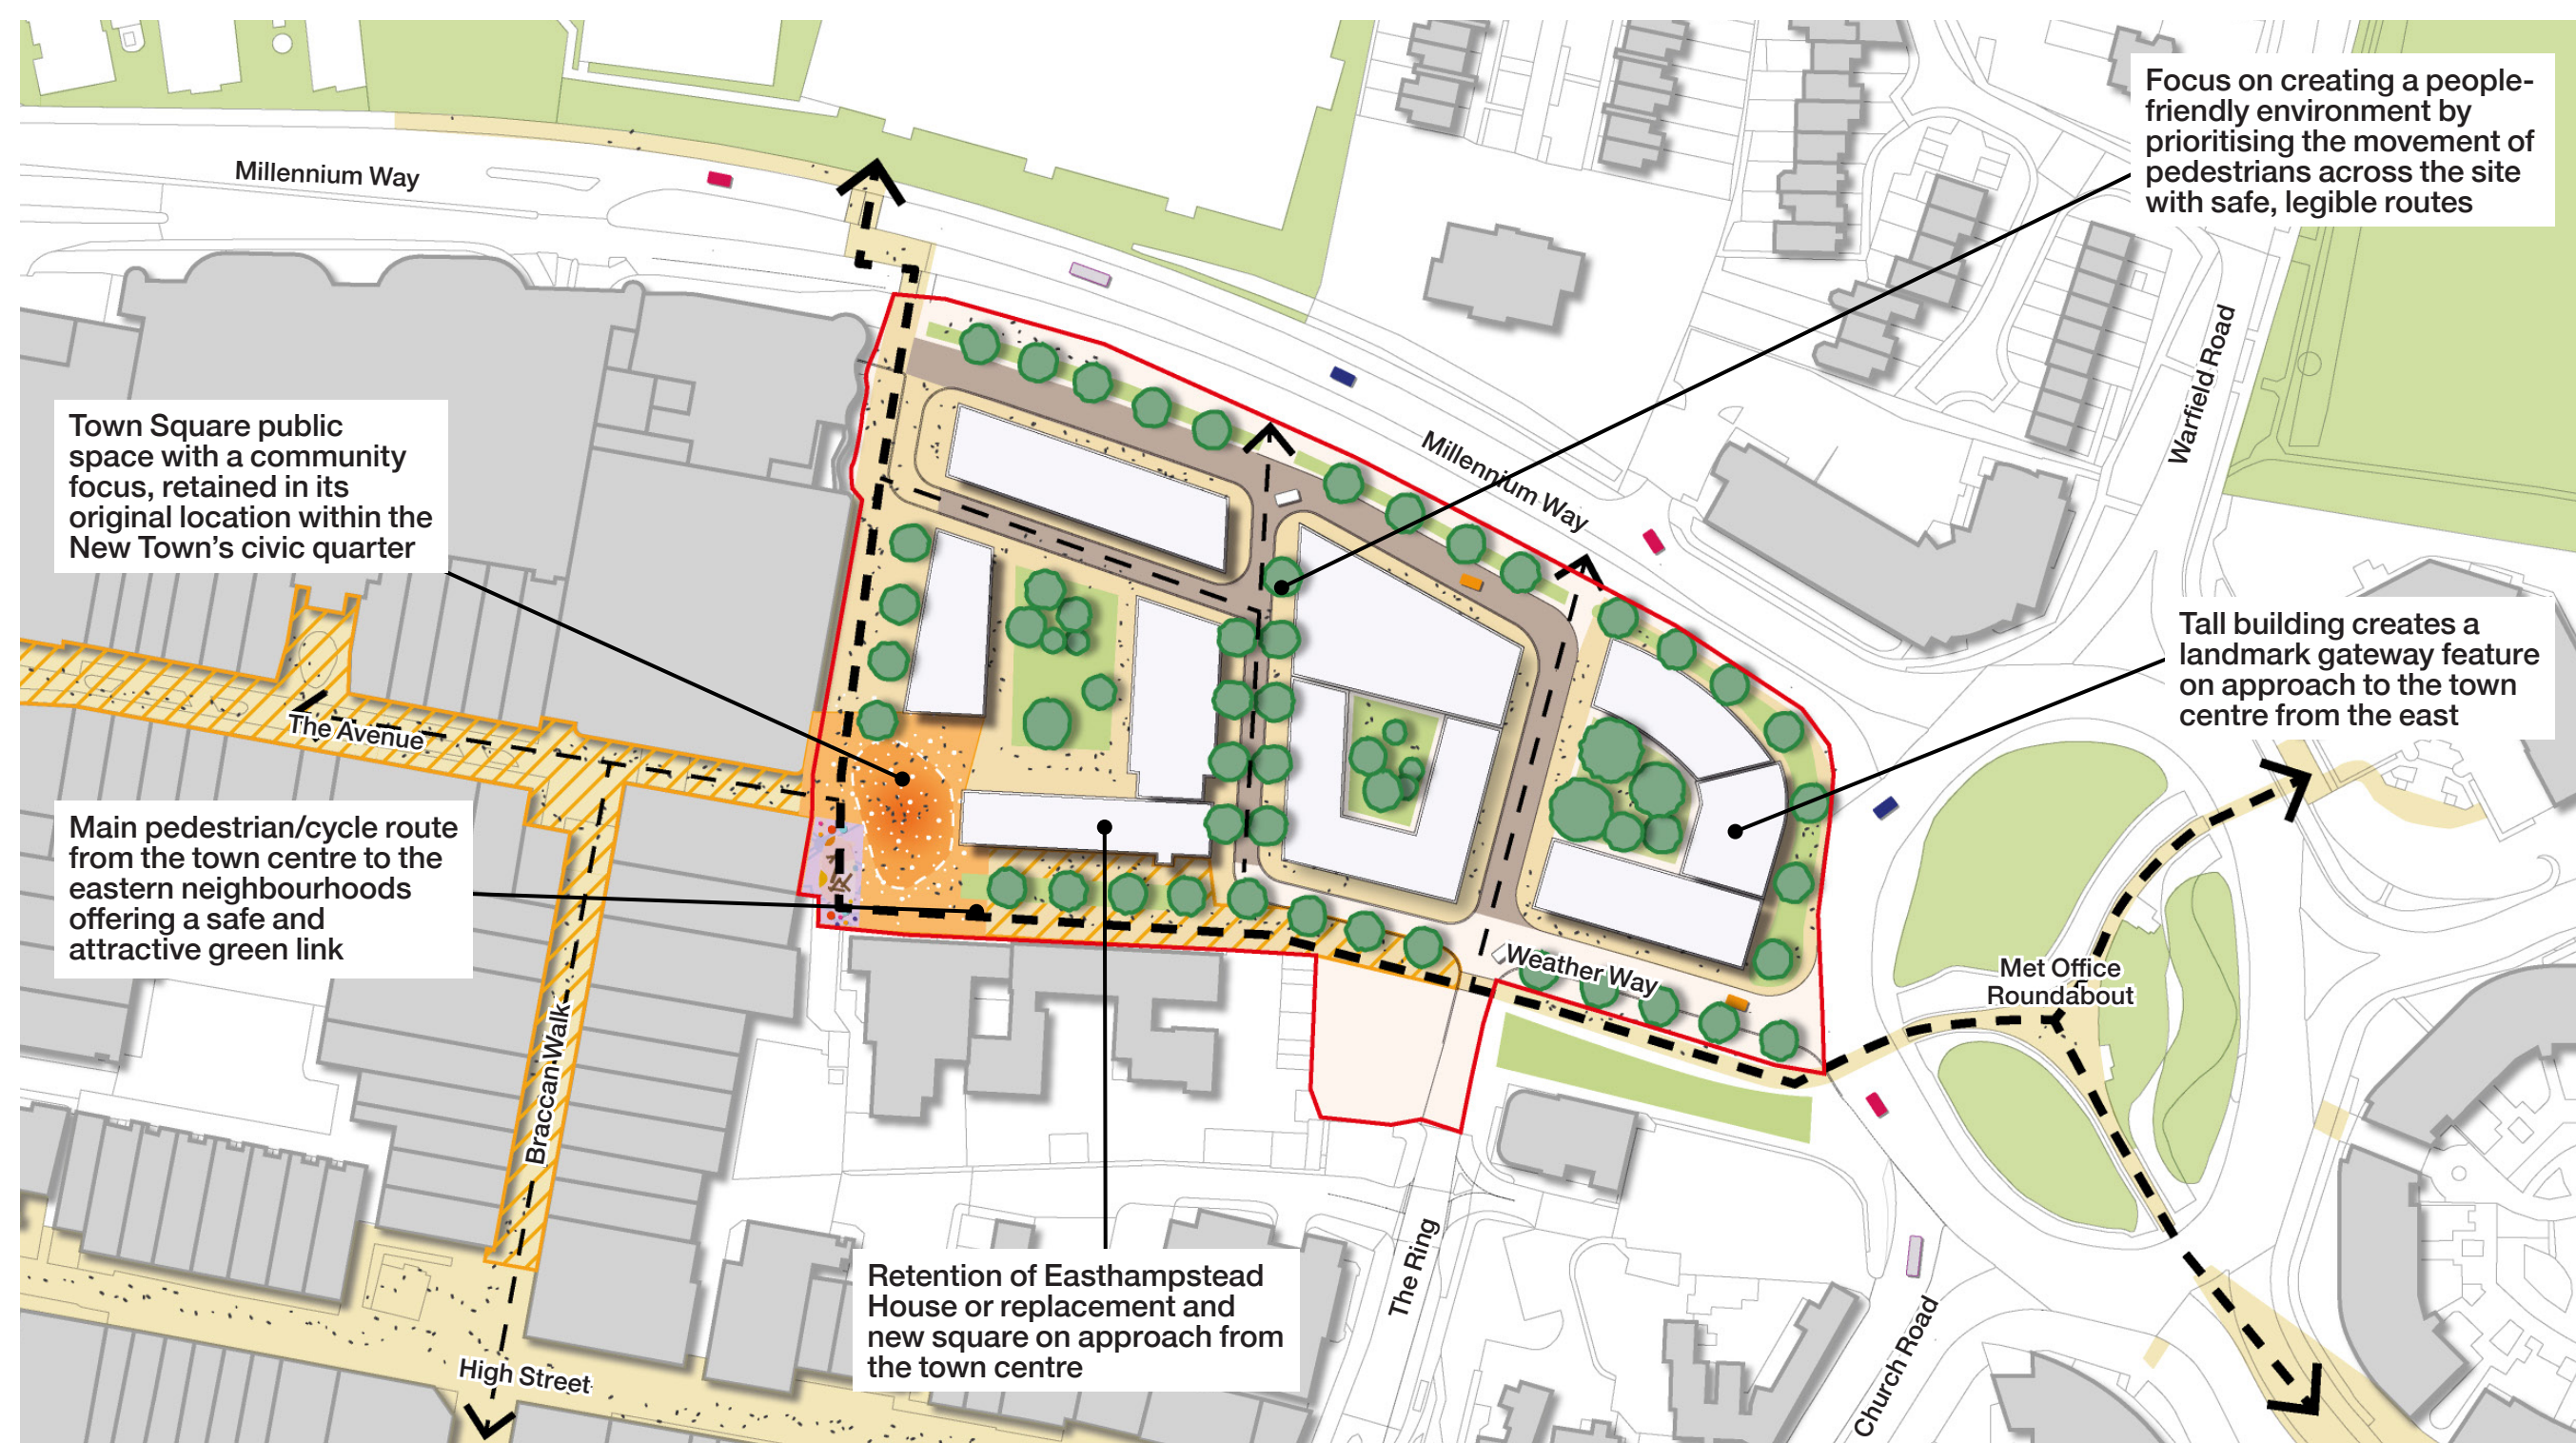 Focus on creating a people-
friendly environment by
prioritising the movement of
pedestrians across the site
with safe, legible routes
Millennium Way
Warfield Road
Town Square public
space with a community
focus, retained in its
original location within the
New Town's civic quarter
Millennium Way
Tall building creates a
landmark gateway feature
on approach to the town
centre from the east
The Avenue
Main pedestrian/cycle route
from the town centre to the
eastern neighbourhoods
offering a safe and
attractive green link
Weather Way
Met Office
Roundabout
Braccan Walk
Retention of Easthampstead
House or replacement and
new square on approach from
the town centre
The Ring
Church Road
High Street